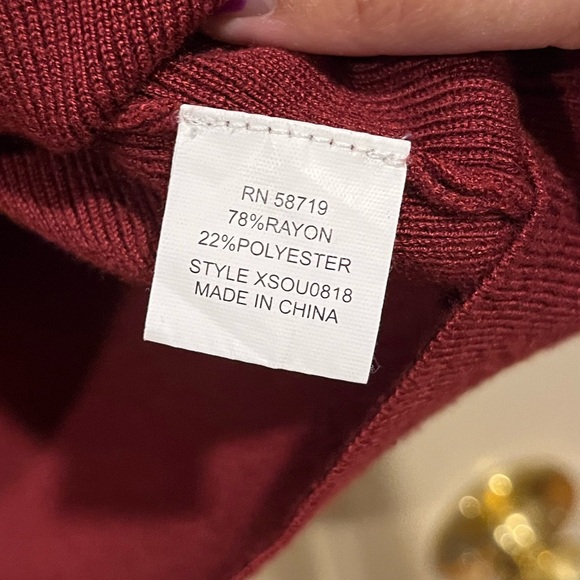 RN 58719
78%RAYON
22%POLYESTER
STYLE XSOU0818
MADE IN CHINA